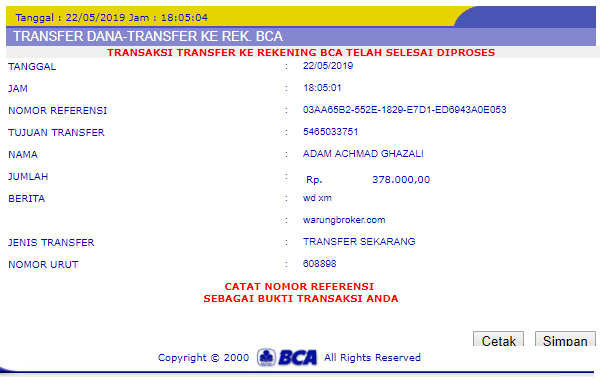 Tanggal : 22/05/2019 Jam : 18:05:04
TRANSFER DANA-TRANSFER KE REK. BCA
TRANSAKSI TRANSFER KE REKENING BCA TELAH SELESAI DIPROSES
TANGGAL : 22/05/2019
JAM : 18:05:01
NOMOR REFERENSI : 03AA65B2-552E-1829-E7D1-ED6943A0E053
TUJUAN TRANSFER : 5465033751
NAMA : ADAM ACHMAD GHAZALI
JUMLAH : Rp. 378.000,00
BERITA : wd xm
: warungbroker.com
JENIS TRANSFER : TRANSFER SEKARANG
NOMOR URUT : 608898
CATAT NOMOR REFERENSI
SEBAGAI BUKTI TRANSAKSI ANDA
Cetak Simpan
Copyright © 2000 BCA All Rights Reserved